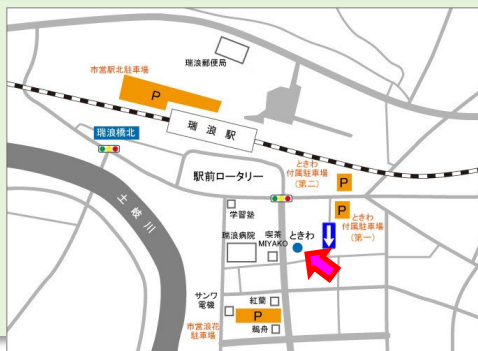 瑞浪郵便局
市営駅北駐車場
P
瑞浪駅
瑞浪橋北
駅前ロータリー
ときわ
付属駐車場
(第二)
P
土岐川
学習塾
P
ときわ
付属駐車場
(第一)
喫茶
MIYAKO
ときわ
瑞浪病院
サンワ
電機
紅蘭
P
市営浪花
駐車場
鵜舟